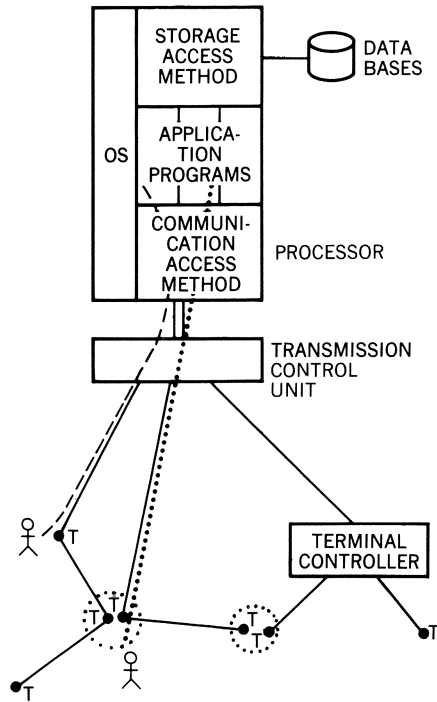 STORAGE
ACCESS
METHOD
DATA
BASES
OS
APPLICA-
TION
PROGRAMS
COMMUNI-
CATION
ACCESS
METHOD
PROCESSOR
TRANSMISSION
CONTROL
UNIT
T
TERMINAL
CONTROLLER
T
T
T
T
T
T